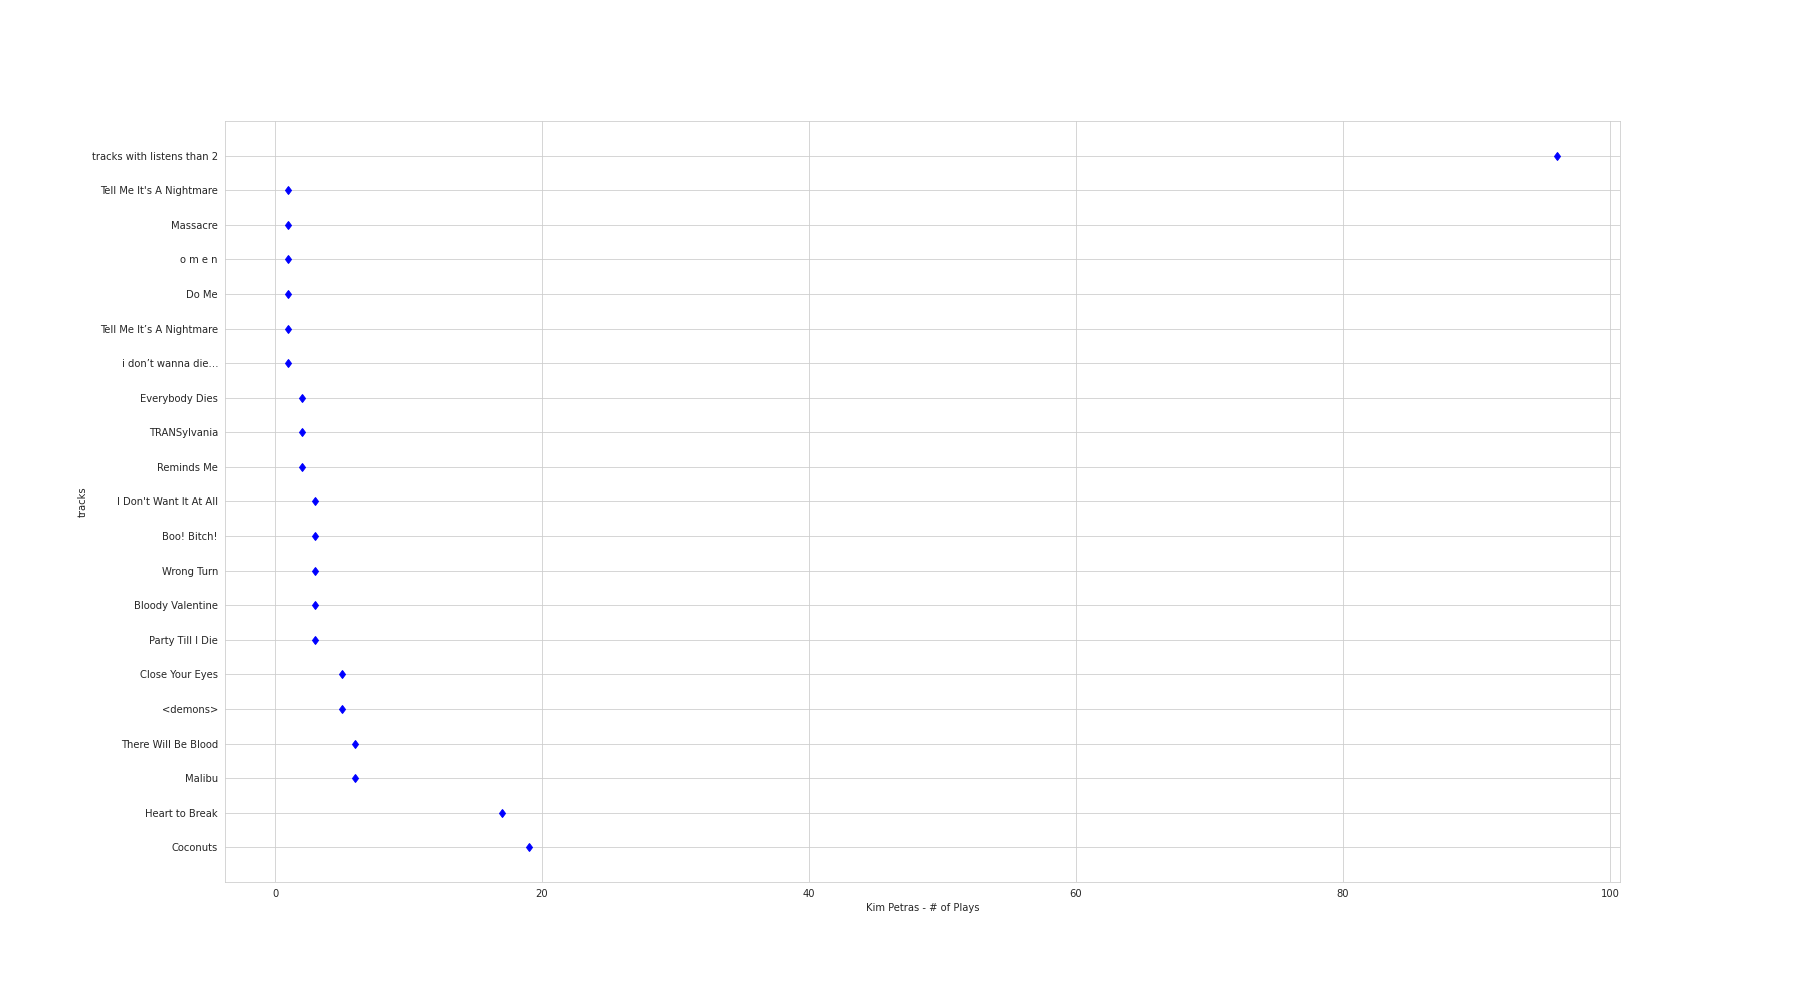 tracks with listens than 2
Tell Me It's A Nightmare
Massacre
o m e n
Do Me
Tell Me It’s A Nightmare
i don’t wanna die...
Everybody Dies
TRANSylvania
Reminds Me
I Don't Want It At All
Boo! Bitch!
Wrong Turn
Bloody Valentine
Party Till I Die
Close Your Eyes
<demons>
There Will Be Blood
Malibu
Heart to Break
Coconuts
tracks
0 20 40 60 80 100
Kim Petras - # of Plays